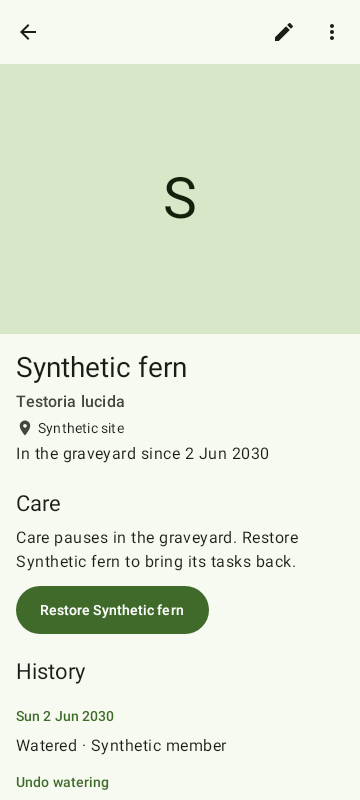 S
Synthetic fern
Testoria lucida
Synthetic site
In the graveyard since 2 Jun 2030
Care
Care pauses in the graveyard. Restore
Synthetic fern to bring its tasks back.
Restore Synthetic fern
History
Sun 2 Jun 2030
Watered · Synthetic member
Undo watering